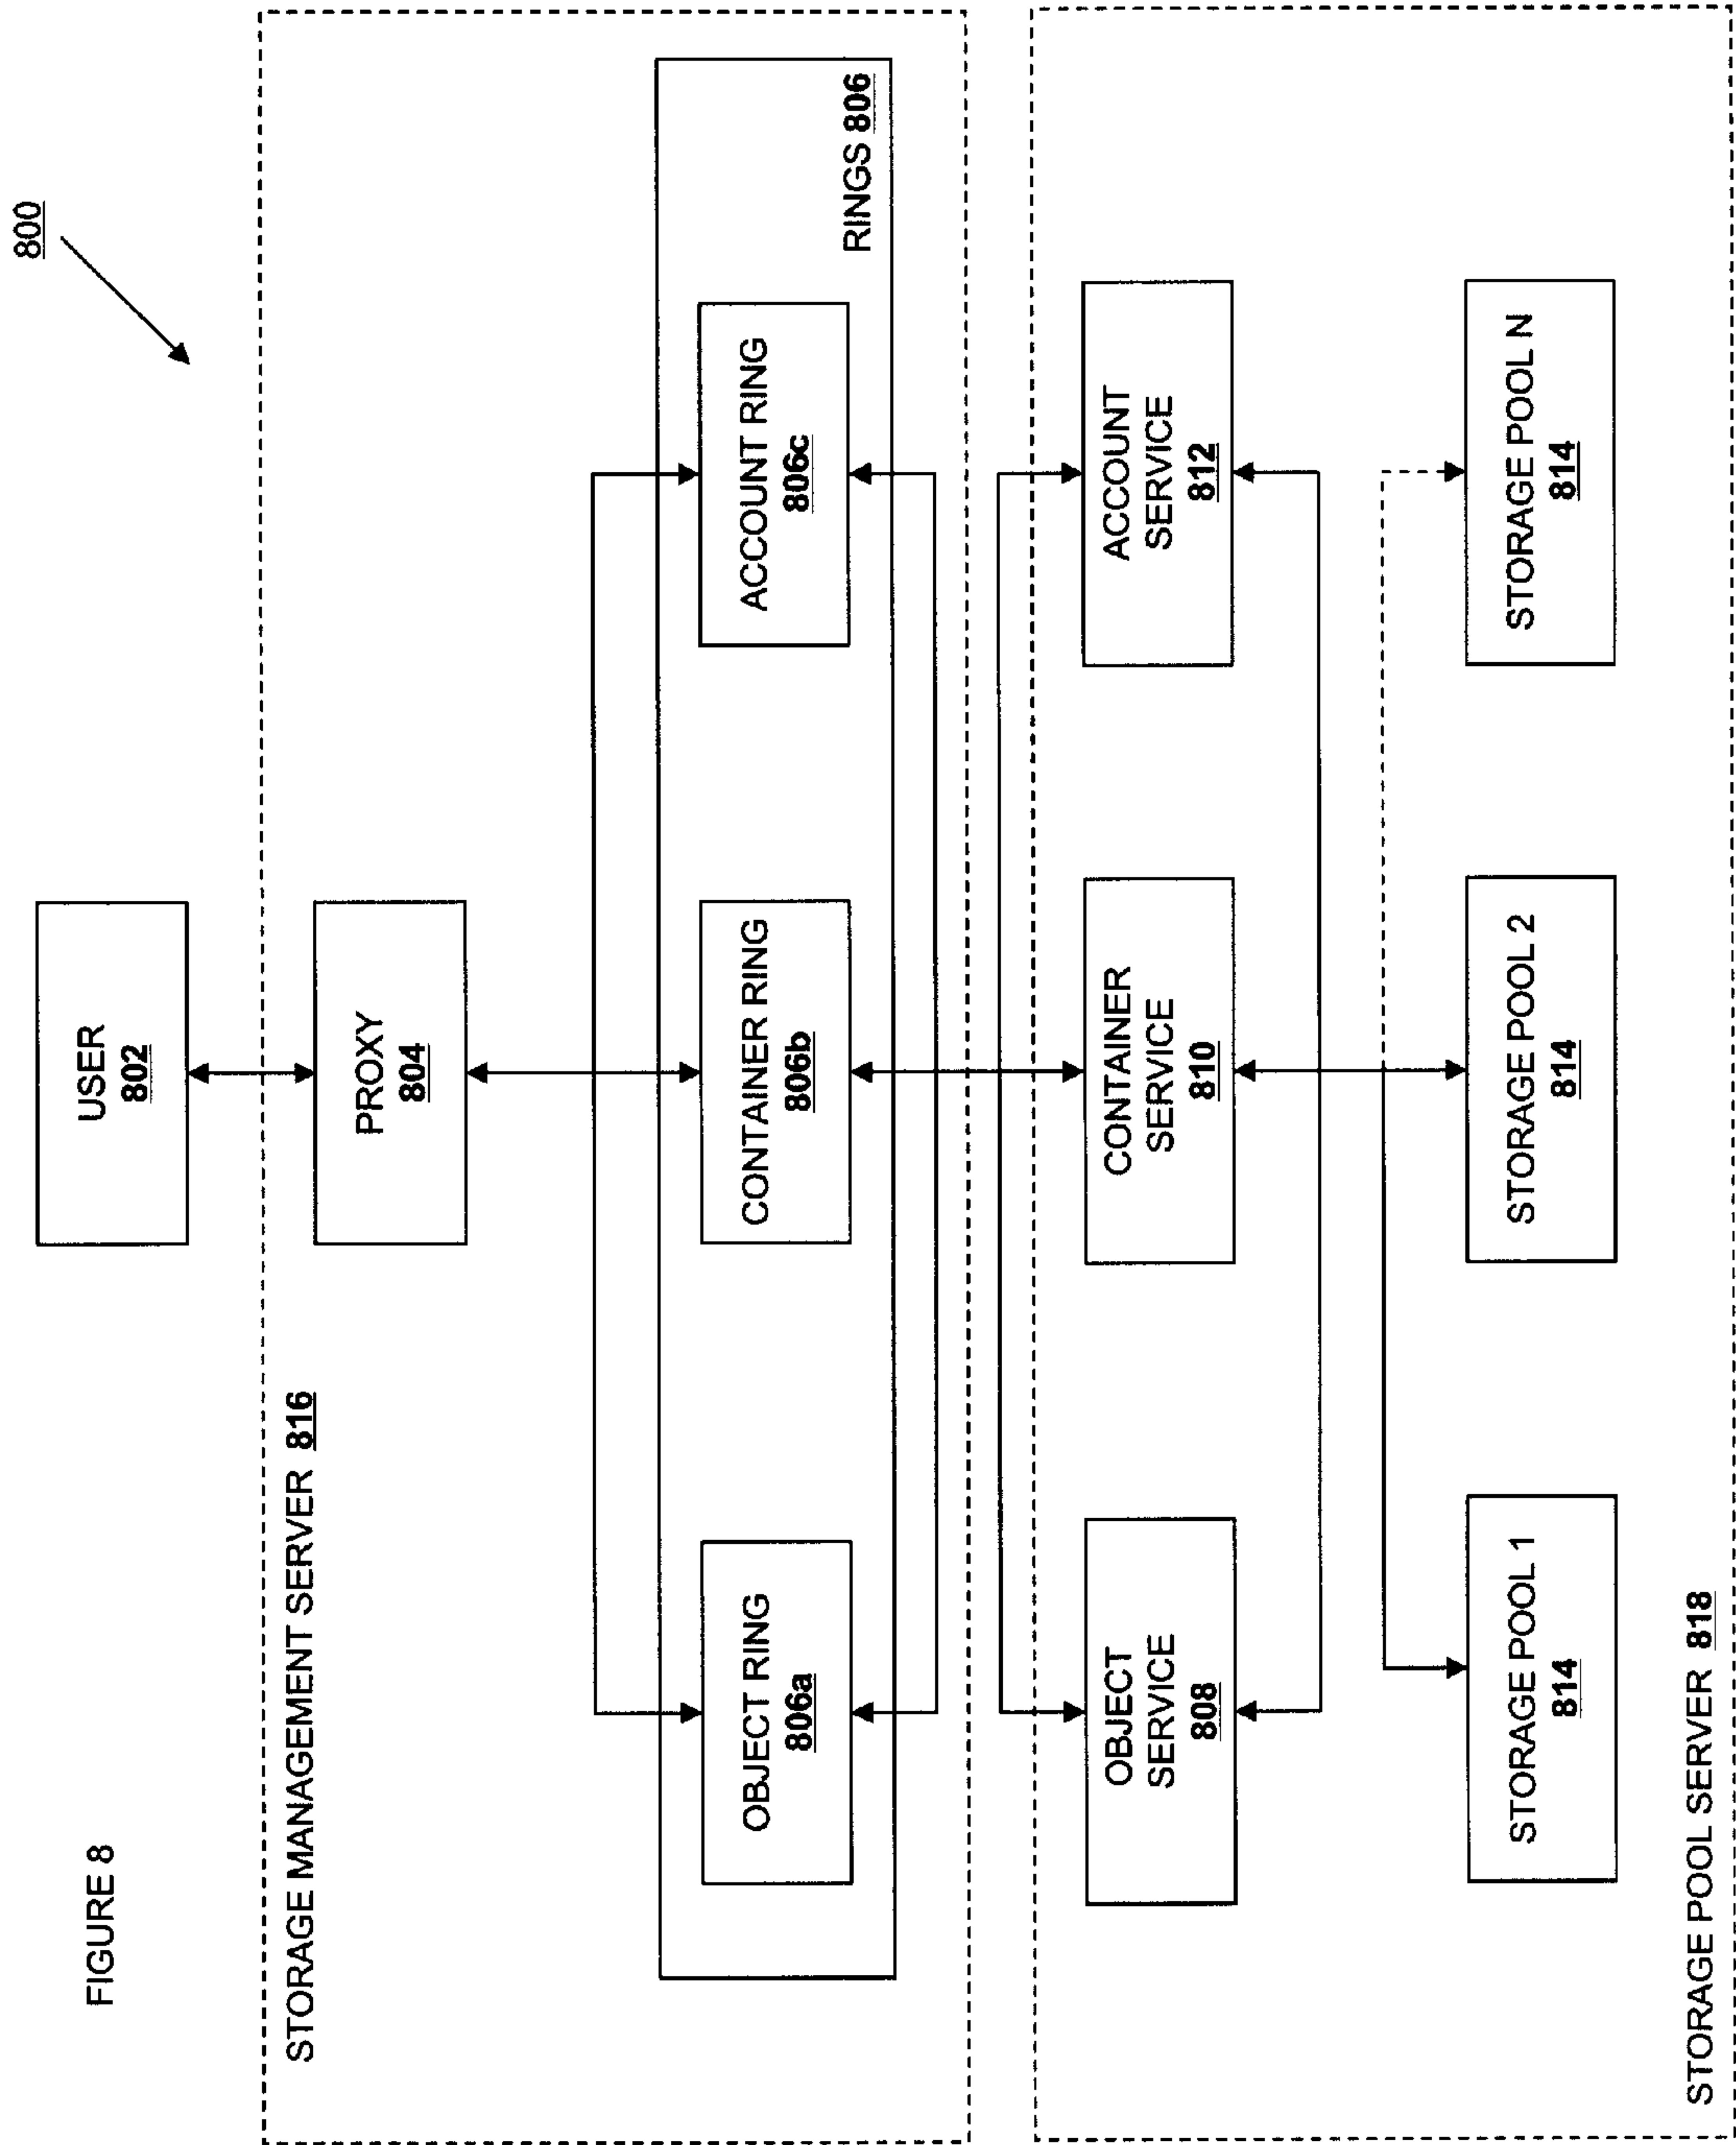 FIGURE 8
800
USER
802
STORAGE MANAGEMENT SERVER 816
PROXY
804
OBJECT RING
806a
CONTAINER RING
806b
ACCOUNT RING
806c
RINGS 806
OBJECT
SERVICE
808
CONTAINER
SERVICE
810
ACCOUNT
SERVICE
812
STORAGE POOL 1
814
STORAGE POOL 2
814
STORAGE POOL N
814
STORAGE POOL SERVER 818